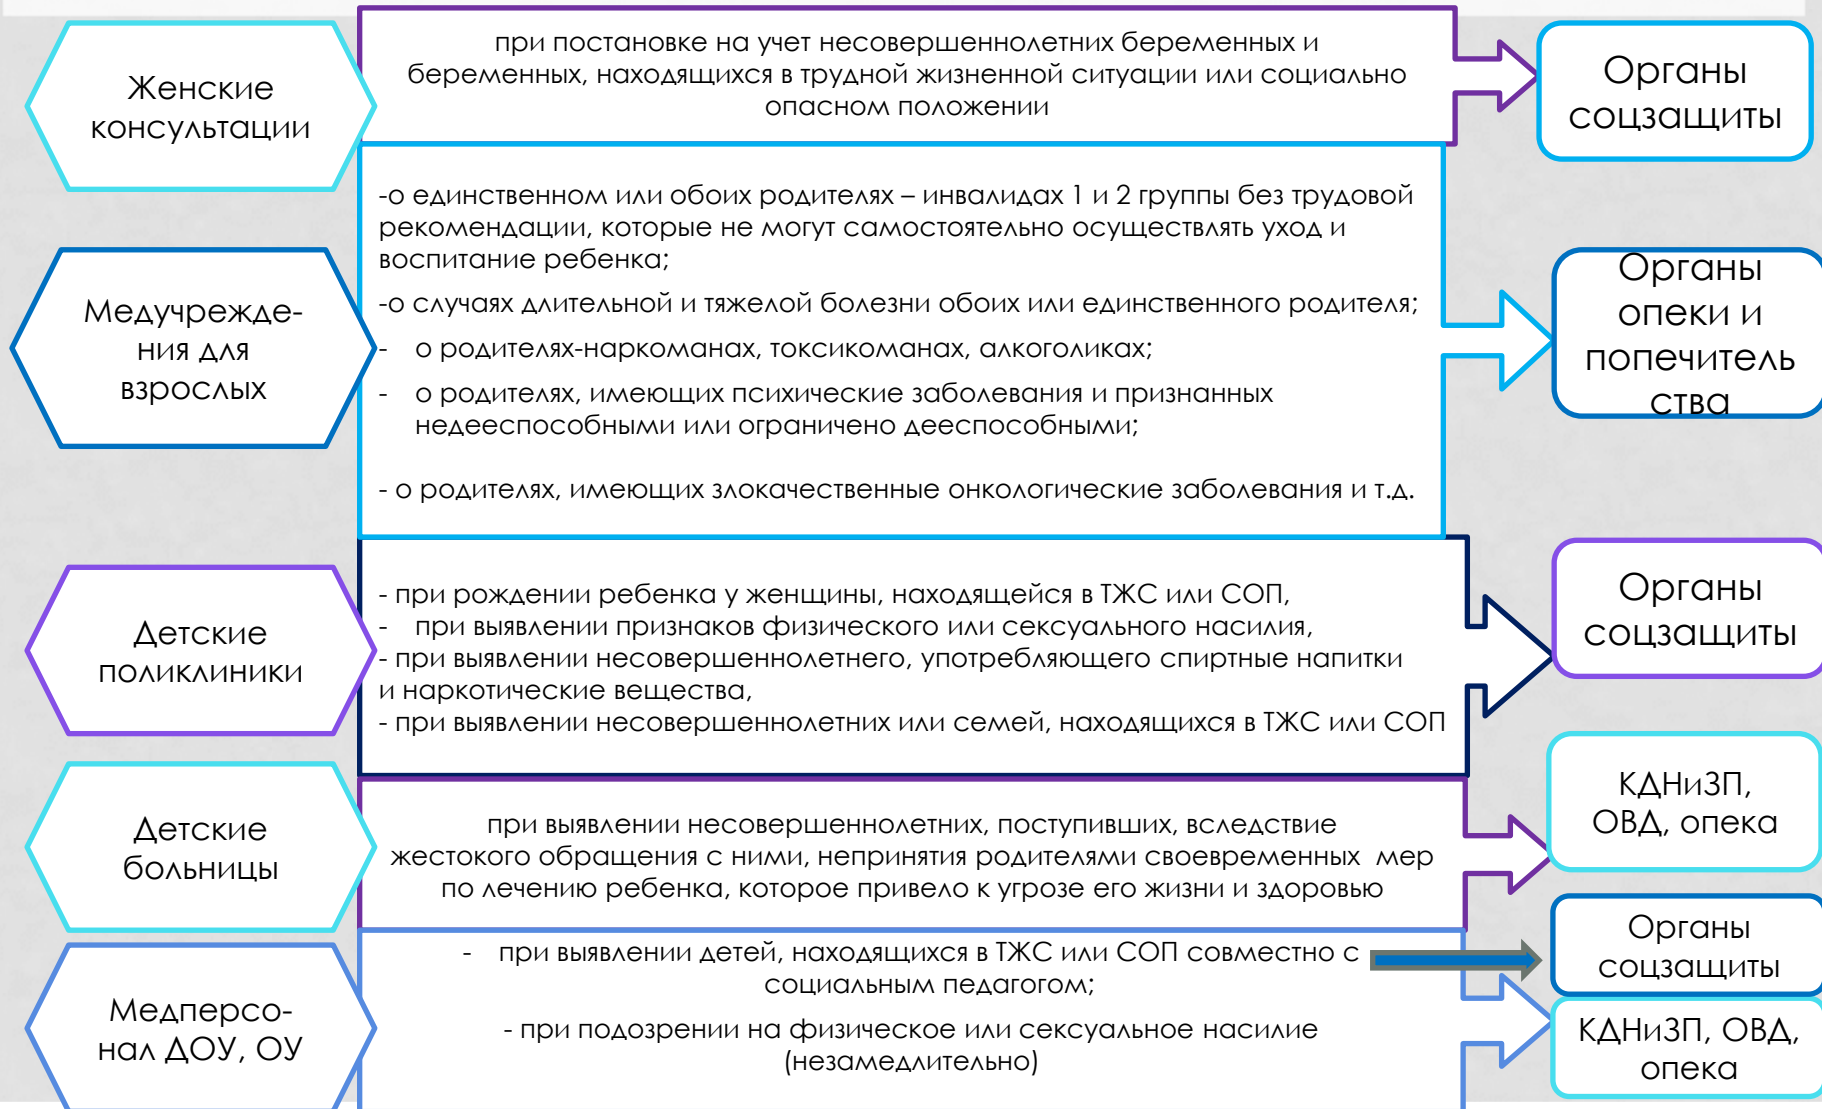 Женские
консультации
при постановке на учет несовершеннолетних беременных и
беременных, находящихся в трудной жизненной ситуации или социально
опасном положении
Органы
соцзащиты
Медучрежде-
ния для
взрослых
-о единственном или обоих родителях – инвалидах 1 и 2 группы без трудовой
рекомендации, которые не могут самостоятельно осуществлять уход и
воспитание ребенка;
-о случаях длительной и тяжелой болезни обоих или единственного родителя;
- о родителях-наркоманах, токсикоманах, алкоголиках;
- о родителях, имеющих психические заболевания и признанных
недееспособными или ограничено дееспособными;
- о родителях, имеющих злокачественные онкологические заболевания и т.д.
Органы
опеки и
попечитель
ства
Детские
поликлиники
- при рождении ребенка у женщины, находящейся в ТЖС или СОП,
- при выявлении признаков физического или сексуального насилия,
- при выявлении несовершеннолетнего, употребляющего спиртные напитки
и наркотические вещества,
- при выявлении несовершеннолетних или семей, находящихся в ТЖС или СОП
Органы
соцзащиты
Детские
больницы
при выявлении несовершеннолетних, поступивших, вследствие
жестокого обращения с ними, непринятия родителями своевременных мер
по лечению ребенка, которое привело к угрозе его жизни и здоровью
КДНиЗП,
ОВД, опека
Медперсо-
нал ДОУ, ОУ
- при выявлении детей, находящихся в ТЖС или СОП совместно с
социальным педагогом;
- при подозрении на физическое или сексуальное насилие
(незамедлительно)
Органы
соцзащиты
КДНиЗП, ОВД,
опека